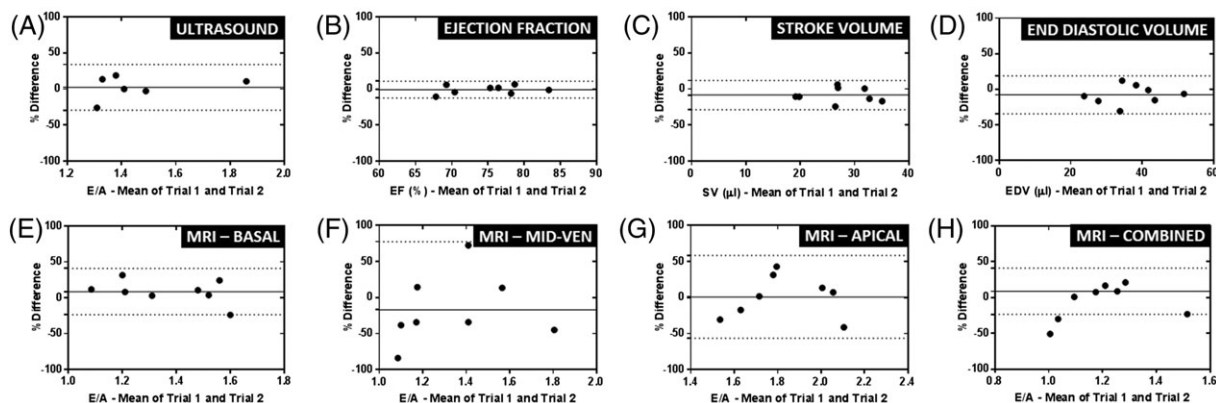 (A)
ULTRASOUND
100
50
0
-50
-100
% Difference
1.2 1.4 1.6 1.8 2.0
E/A - Mean of Trial 1 and Trial 2
(B)
EJECTION FRACTION
100
50
0
-50
-100
% Difference
60 65 70 75 80 85 90
EF (%) - Mean of Trial 1 and Trial 2
(C)
STROKE VOLUME
100
50
0
-50
-100
% Difference
10 20 30 40
SV (µl) - Mean of Trial 1 and Trial 2
(D)
END DIASTOLIC VOLUME
100
50
0
-50
-100
% Difference
0 20 40 60
EDV (µl) - Mean of Trial 1 and Trial 2
(E)
MRI – BASAL
100
50
0
-50
-100
% Difference
1.0 1.2 1.4 1.6 1.8
E/A - Mean of Trial 1 and Trial 2
(F)
MRI – MID-VEN
100
50
0
-50
-100
% Difference
1.0 1.2 1.4 1.6 1.8 2.0
E/A - Mean of Trial 1 and Trial 2
(G)
MRI – APICAL
100
50
0
-50
-100
% Difference
1.4 1.6 1.8 2.0 2.2 2.4
E/A - Mean of Trial 1 and Trial 2
(H)
MRI – COMBINED
100
50
0
-50
-100
% Difference
0.8 1.0 1.2 1.4 1.6
E/A - Mean of Trial 1 and Trial 2